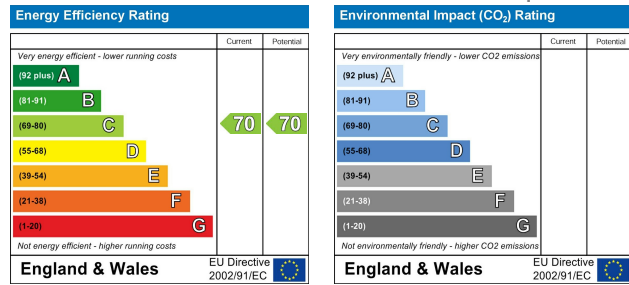 Energy Efficiency Rating
Current Potential
Very energy efficient - lower running costs
(92 plus) A
(81-91) B
(69-80) C 70 70
(55-68) D
(39-54) E
(21-38) F
(1-20) G
Not energy efficient - higher running costs
England & Wales
EU Directive
2002/91/EC
Environmental Impact (CO₂) Rating
Current Potential
Very environmentally friendly - lower CO2 emissions
(92 plus) A
(81-91) B
(69-80) C
(55-68) D
(39-54) E
(21-38) F
(1-20) G
Not environmentally friendly - higher CO2 emissions
England & Wales
EU Directive
2002/91/EC